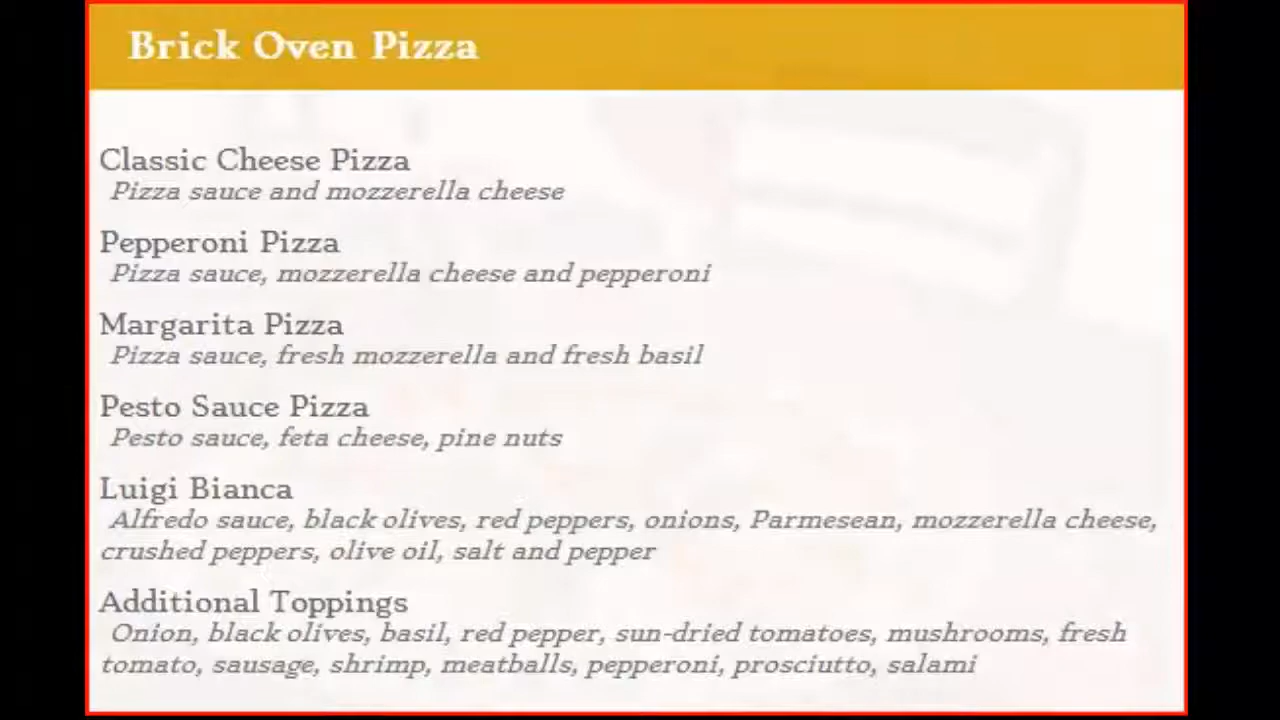 Brick Oven Pizza
Classic Cheese Pizza
Pizza sauce and mozzerella cheese
Pepperoni Pizza
Pizza sauce, mozzerella cheese and pepperoni
Margarita Pizza
Pizza sauce, fresh mozzerella and fresh basil
Pesto Sauce Pizza
Pesto sauce, feta cheese, pine nuts
Luigi Bianca
Alfredo sauce, black olives, red peppers, onions, Parmesean, mozzerella cheese,
crushed peppers, olive oil, salt and pepper
Additional Toppings
Onion, black olives, basil, red pepper, sun-dried tomatoes, mushrooms, fresh
tomato, sausage, shrimp, meatballs, pepperoni, prosciutto, salami